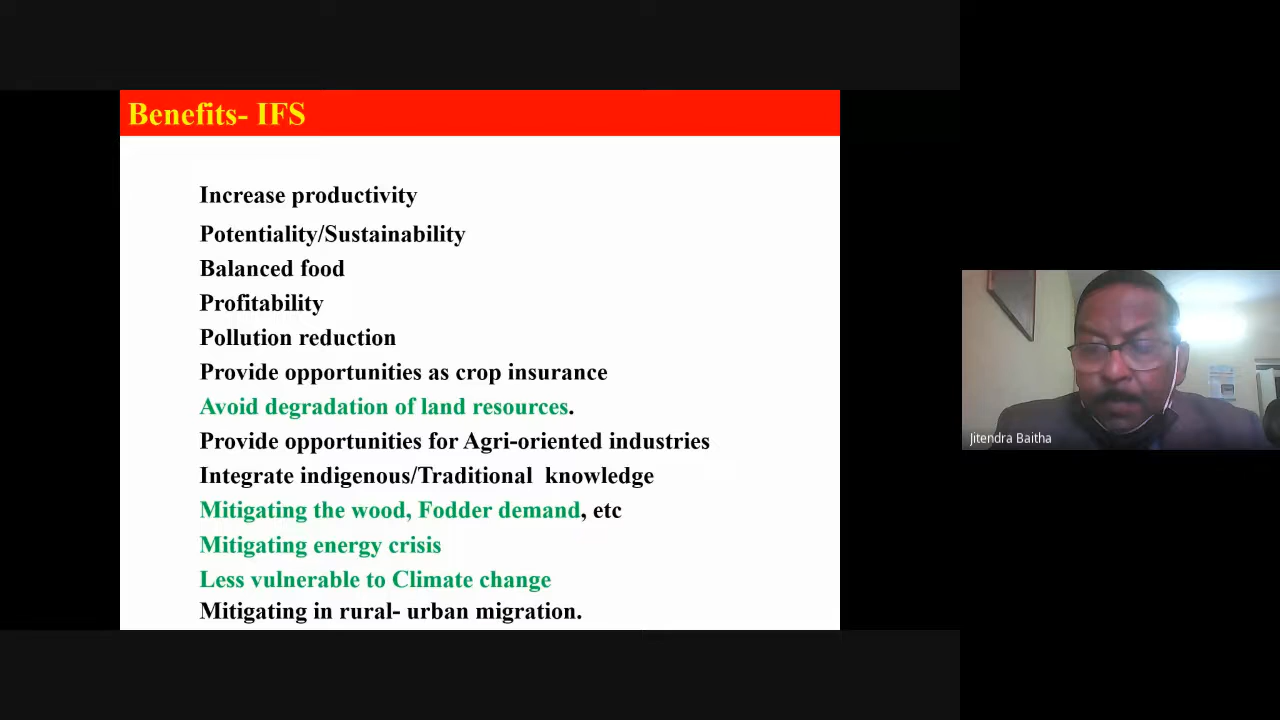 Benefits- IFS
Increase productivity
Potentiality/Sustainability
Balanced food
Profitability
Pollution reduction
Provide opportunities as crop insurance
Avoid degradation of land resources.
Provide opportunities for Agri-oriented industries
Integrate indigenous/Traditional knowledge
Mitigating the wood, Fodder demand, etc
Mitigating energy crisis
Less vulnerable to Climate change
Mitigating in rural- urban migration.
Jitendra Baitha